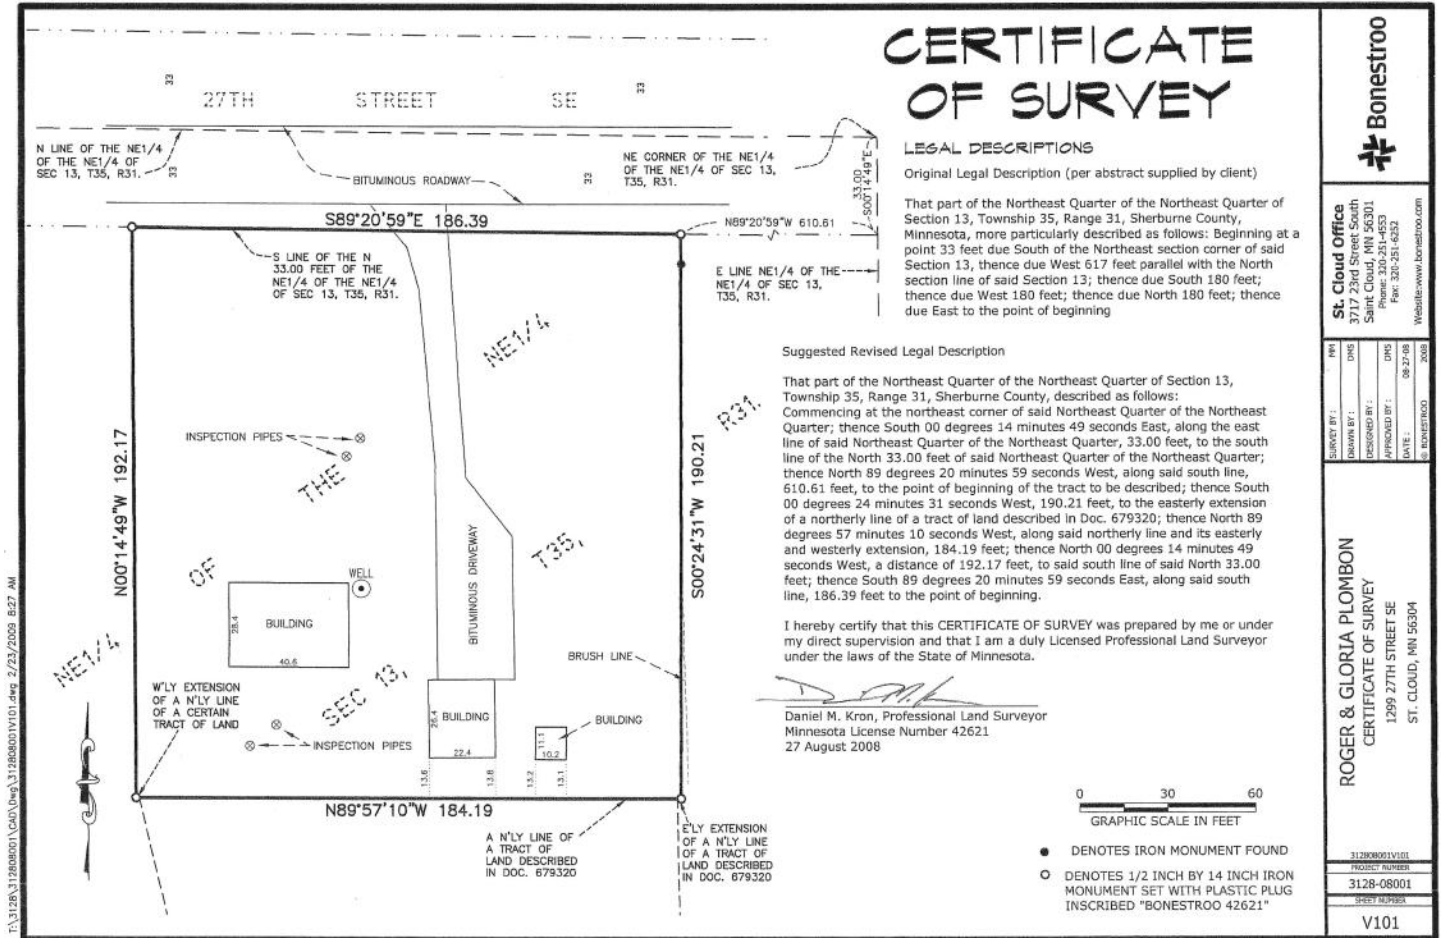 CERTIFICATE
OF SURVEY
33
33
27TH STREET SE
N LINE OF THE NE1/4
OF THE NE1/4 OF
SEC 13, T35, R31.
33
33
BITUMINOUS ROADWAY
NE CORNER OF THE NE1/4
OF THE NE1/4 OF SEC 13,
T35, R31.
33.00
S00°14'49"E
S89°20'59"E 186.39
N89°20'59"W 610.61
S LINE OF THE N
33.00 FEET OF THE
NE1/4 OF THE NE1/4
OF SEC 13, T35, R31.
E LINE NE1/4 OF THE
NE1/4 OF SEC 13,
T35, R31.
NE1/4
OF
THE
NE1/4
SEC 13,
T35,
R31.
N00°14'49"W 192.17
S00°24'31"W 190.21
INSPECTION PIPES
WELL
BUILDING
28.4
40.6
BITUMINOUS DRIVEWAY
BRUSH LINE
W'LY EXTENSION
OF A N'LY LINE
OF A CERTAIN
TRACT OF LAND
INSPECTION PIPES
BUILDING
26.4
22.4
BUILDING
11.1
10.2
13.6
13.8
13.2
13.1
N89°57'10"W 184.19
A N'LY LINE OF
A TRACT OF
LAND DESCRIBED
IN DOC. 679320
E'LY EXTENSION
OF A N'LY LINE
OF A TRACT OF
LAND DESCRIBED
IN DOC. 679320
LEGAL DESCRIPTIONS
Original Legal Description (per abstract supplied by client)
That part of the Northeast Quarter of the Northeast Quarter of
Section 13, Township 35, Range 31, Sherburne County,
Minnesota, more particularly described as follows: Beginning at a
point 33 feet due South of the Northeast section corner of said
Section 13, thence due West 617 feet parallel with the North
section line of said Section 13; thence due South 180 feet;
thence due West 180 feet; thence due North 180 feet; thence
due East to the point of beginning
Suggested Revised Legal Description
That part of the Northeast Quarter of the Northeast Quarter of Section 13,
Township 35, Range 31, Sherburne County, described as follows:
Commencing at the northeast corner of said Northeast Quarter of the Northeast
Quarter; thence South 00 degrees 14 minutes 49 seconds East, along the east
line of said Northeast Quarter of the Northeast Quarter, 33.00 feet, to the south
line of the North 33.00 feet of said Northeast Quarter of the Northeast Quarter;
thence North 89 degrees 20 minutes 59 seconds West, along said south line,
610.61 feet, to the point of beginning of the tract to be described; thence South
00 degrees 24 minutes 31 seconds West, 190.21 feet, to the easterly extension
of a northerly line of a tract of land described in Doc. 679320; thence North 89
degrees 57 minutes 10 seconds West, along said northerly line and its easterly
and westerly extension, 184.19 feet; thence North 00 degrees 14 minutes 49
seconds West, a distance of 192.17 feet, to said south line of said North 33.00
feet; thence South 89 degrees 20 minutes 59 seconds East, along said south
line, 186.39 feet to the point of beginning.
I hereby certify that this CERTIFICATE OF SURVEY was prepared by me or under
my direct supervision and that I am a duly Licensed Professional Land Surveyor
under the laws of the State of Minnesota.
Daniel M. Kron, Professional Land Surveyor
Minnesota License Number 42621
27 August 2008
0 30 60
GRAPHIC SCALE IN FEET
DENOTES IRON MONUMENT FOUND
DENOTES 1/2 INCH BY 14 INCH IRON
MONUMENT SET WITH PLASTIC PLUG
INSCRIBED "BONESTROO 42621"
Bonestroo
St. Cloud Office
3717 23rd Street South
Saint Cloud, MN 56301
Phone: 320-251-4553
Fax: 320-251-6252
Website:www.bonestroo.com
SURVEY BY : MM
DRAWN BY : DMS
DESIGNED BY :
APPROVED BY : DMS
DATE : 08-27-08
© BONESTROO 2008
ROGER & GLORIA PLOMBON
CERTIFICATE OF SURVEY
1299 27TH STREET SE
ST. CLOUD, MN 56304
312808001V101
PROJECT NUMBER
3128-08001
SHEET NUMBER
V101
T:\3128\312808001\CAD\Dwg\312808001V101.dwg 2/23/2009 8:27 AM